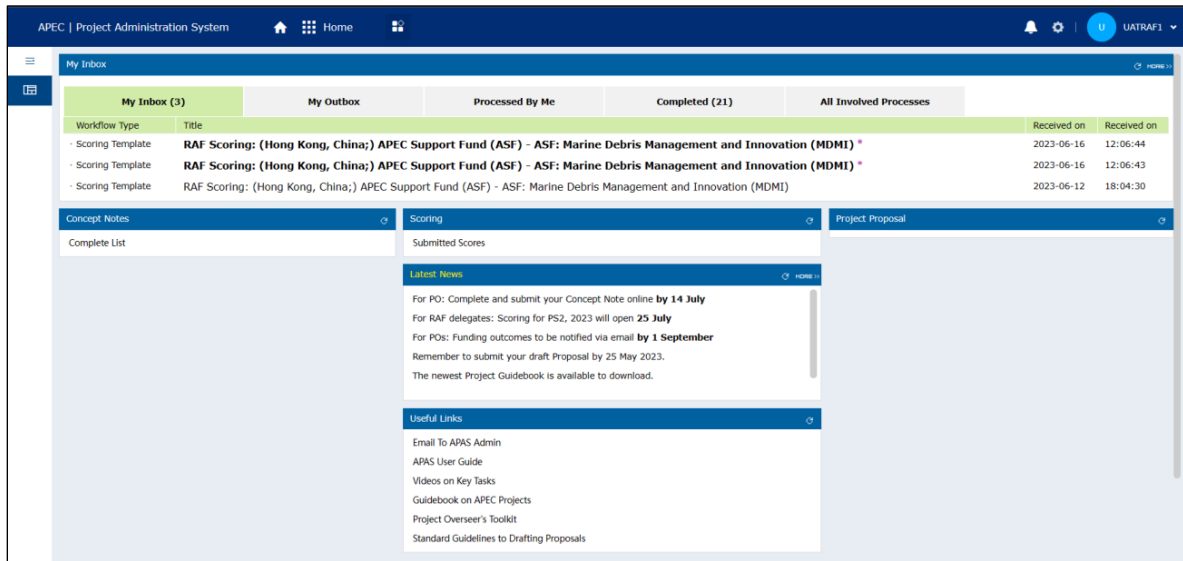 APEC | Project Administration System
Home
U
UATRAF1
My Inbox
MORE >>
My Inbox (3)
My Outbox
Processed By Me
Completed (21)
All Involved Processes
Workflow Type Title Received on Received on
· Scoring Template RAF Scoring: (Hong Kong, China;) APEC Support Fund (ASF) - ASF: Marine Debris Management and Innovation (MDMI) * 2023-06-16 12:06:44
· Scoring Template RAF Scoring: (Hong Kong, China;) APEC Support Fund (ASF) - ASF: Marine Debris Management and Innovation (MDMI) * 2023-06-16 12:06:43
· Scoring Template RAF Scoring: (Hong Kong, China;) APEC Support Fund (ASF) - ASF: Marine Debris Management and Innovation (MDMI) 2023-06-12 18:04:30
Concept Notes
Complete List
Scoring
Submitted Scores
Project Proposal
Latest News
MORE >>
For PO: Complete and submit your Concept Note online by 14 July
For RAF delegates: Scoring for PS2, 2023 will open 25 July
For POs: Funding outcomes to be notified via email by 1 September
Remember to submit your draft Proposal by 25 May 2023.
The newest Project Guidebook is available to download.
Useful Links
Email To APAS Admin
APAS User Guide
Videos on Key Tasks
Guidebook on APEC Projects
Project Overseer's Toolkit
Standard Guidelines to Drafting Proposals